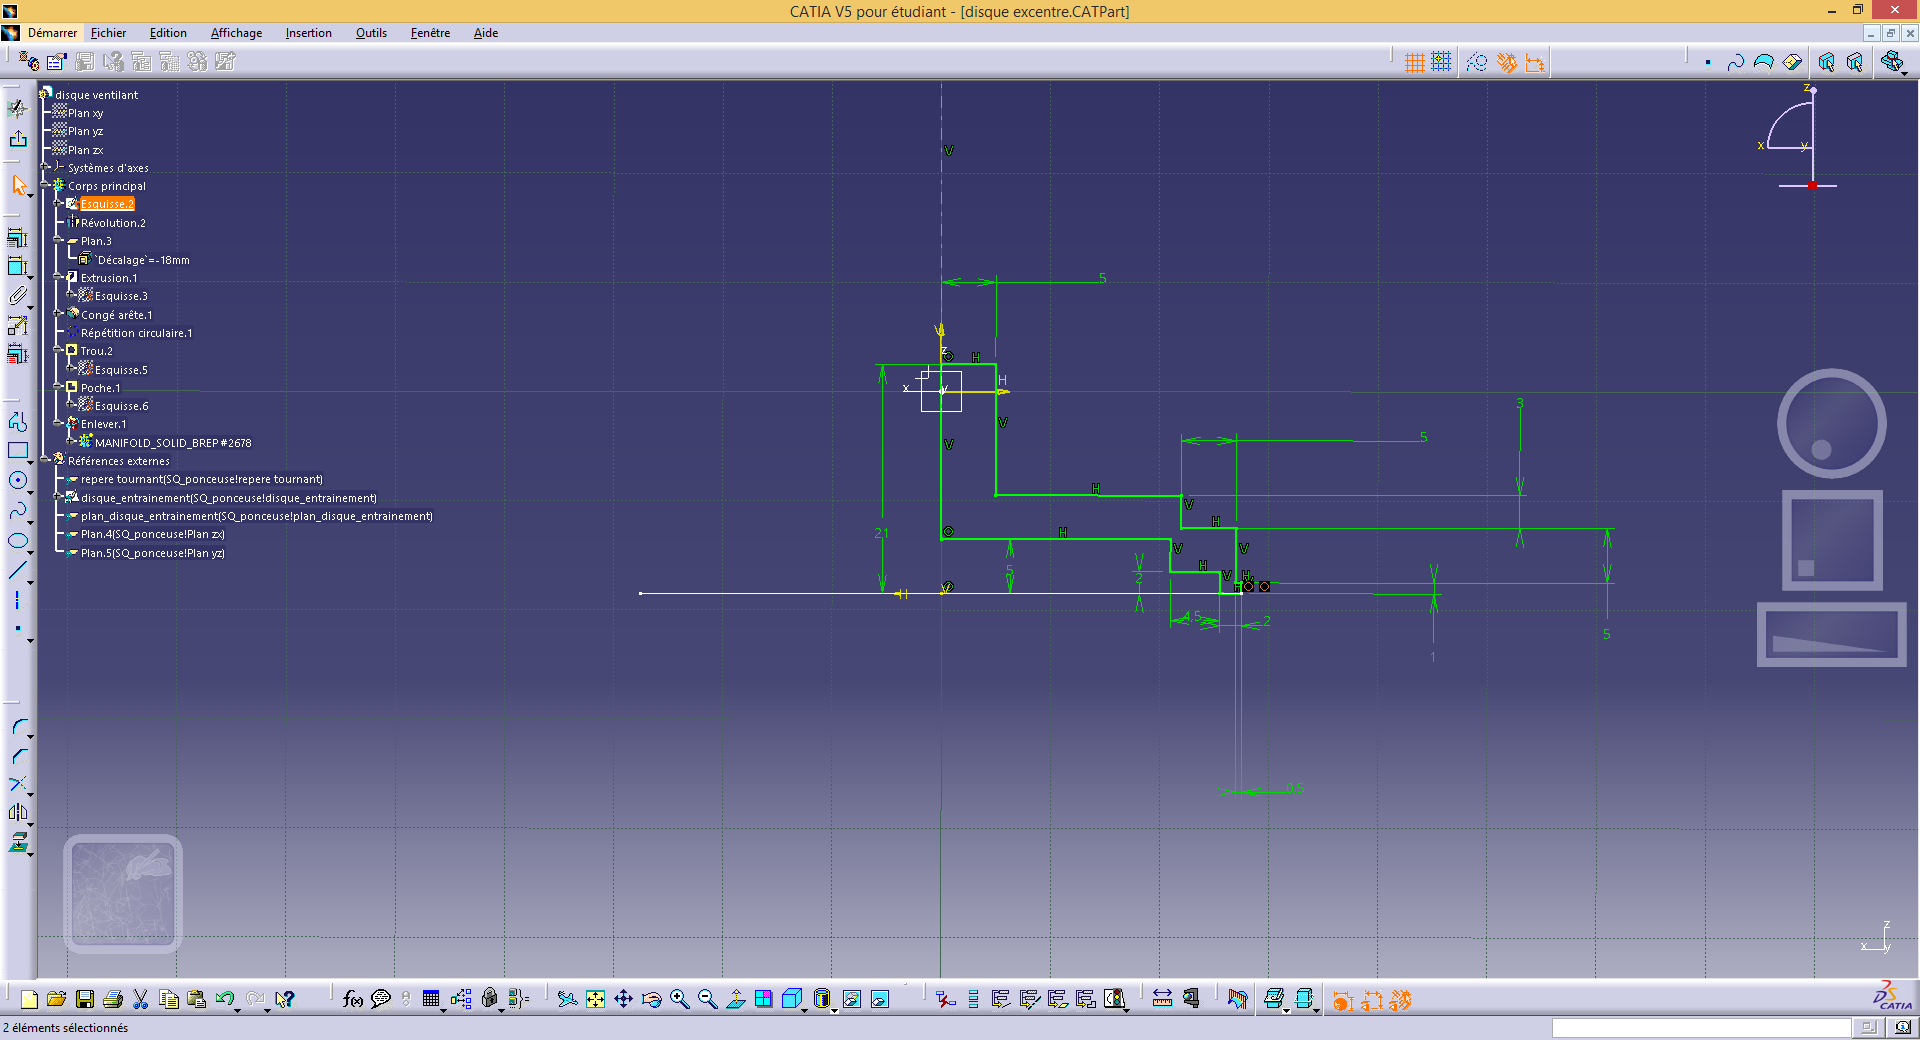 CATIA V5 pour étudiant - [disque excentre.CATPart]
Démarrer Fichier Edition Affichage Insertion Outils Fenêtre Aide
disque ventilant
Plan xy
Plan yz
Plan zx
Systèmes d'axes
Corps principal
Esquisse.2
Révolution.2
Plan.3
`Décalage`=-18mm
Extrusion.1
Esquisse.3
Congé arête.1
Répétition circulaire.1
Trou.2
Esquisse.5
Poche.1
Esquisse.6
Enlever.1
MANIFOLD_SOLID_BREP #2678
Références externes
repere tournant(SQ_ponceuse!repere tournant)
disque_entrainement(SQ_ponceuse!disque_entrainement)
plan_disque_entrainement(SQ_ponceuse!plan_disque_entrainement)
Plan.4(SQ_ponceuse!Plan zx)
Plan.5(SQ_ponceuse!Plan yz)
z
x y
V
5
V
z H
x y H
V
V
3
5
H
V
H
21
H
V
V
5
2
H
V
H
H
V
H
4,5
2
5
1
0,5
z
x y
f(x)
DS
CATIA
2 éléments sélectionnés